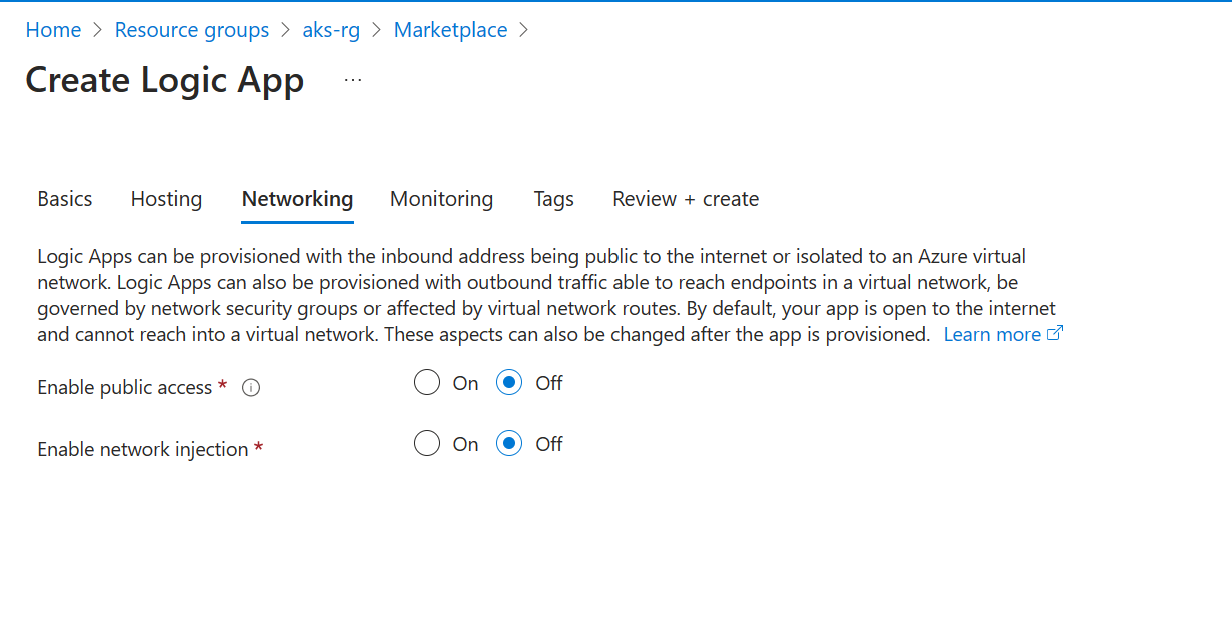 Home > Resource groups > aks-rg > Marketplace >
Create Logic App ...
Basics Hosting Networking Monitoring Tags Review + create
Logic Apps can be provisioned with the inbound address being public to the internet or isolated to an Azure virtual
network. Logic Apps can also be provisioned with outbound traffic able to reach endpoints in a virtual network, be
governed by network security groups or affected by virtual network routes. By default, your app is open to the internet
and cannot reach into a virtual network. These aspects can also be changed after the app is provisioned. Learn more
Enable public access * On Off
Enable network injection * On Off